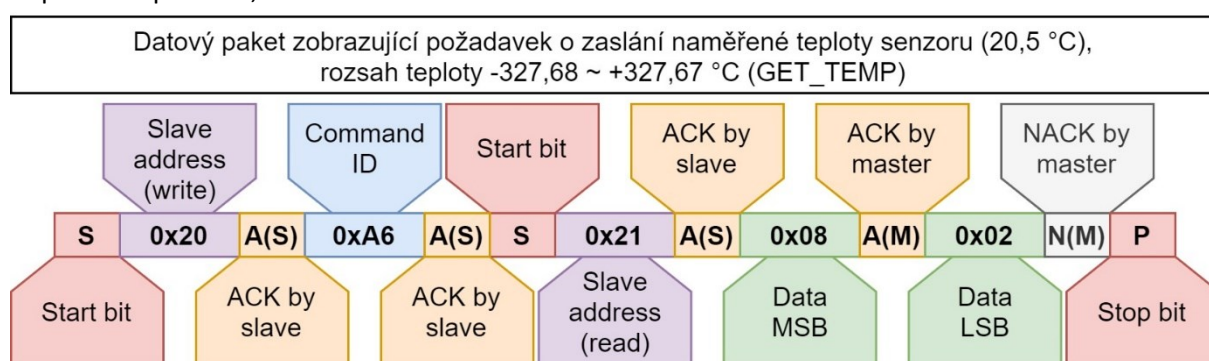 Datový paket zobrazující požadavek o zaslání naměřené teploty senzoru (20,5 °C),
rozsah teploty -327,68 ~ +327,67 °C (GET_TEMP)
Slave
address
(write)
Command
ID
Start bit
ACK by
slave
ACK by
master
NACK by
master
S 0x20 A(S) 0xA6 A(S) S 0x21 A(S) 0x08 A(M) 0x02 N(M) P
Start bit
ACK by
slave
ACK by
slave
Slave
address
(read)
Data
MSB
Data
LSB
Stop bit